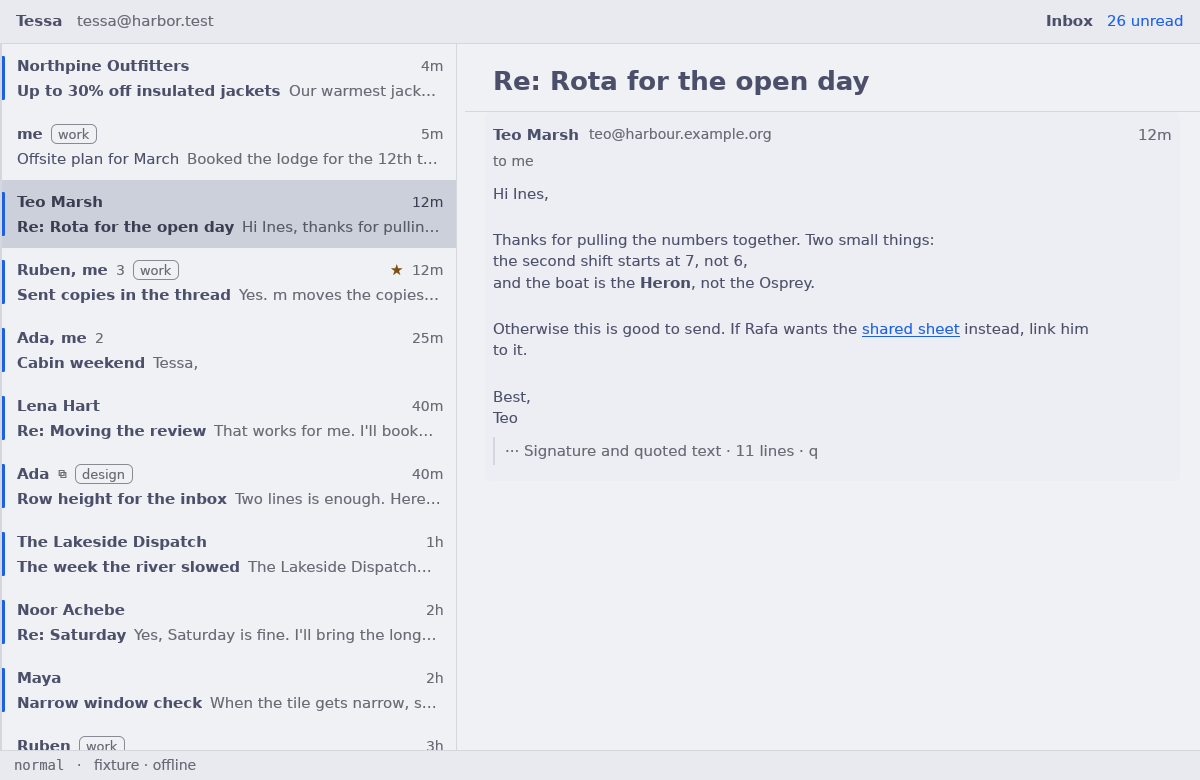 Tessa tessa@harbor.test
Inbox 26 unread
Northpine Outfitters 4m
Up to 30% off insulated jackets Our warmest jack…
me work 5m
Offsite plan for March Booked the lodge for the 12th t…
Teo Marsh 12m
Re: Rota for the open day Hi Ines, thanks for pullin…
Ruben, me 3 work ★ 12m
Sent copies in the thread Yes. m moves the copies…
Ada, me 2 25m
Cabin weekend Tessa,
Lena Hart 40m
Re: Moving the review That works for me. I'll book…
Ada ⧉ design 40m
Row height for the inbox Two lines is enough. Here…
The Lakeside Dispatch 1h
The week the river slowed The Lakeside Dispatch…
Noor Achebe 2h
Re: Saturday Yes, Saturday is fine. I'll bring the long…
Maya 2h
Narrow window check When the tile gets narrow, s…
Ruben work 3h
Re: Rota for the open day
Teo Marsh teo@harbour.example.org 12m
to me
Hi Ines,
Thanks for pulling the numbers together. Two small things:
the second shift starts at 7, not 6,
and the boat is the Heron, not the Osprey.
Otherwise this is good to send. If Rafa wants the shared sheet instead, link him
to it.
Best,
Teo
··· Signature and quoted text · 11 lines · q
normal · fixture · offline